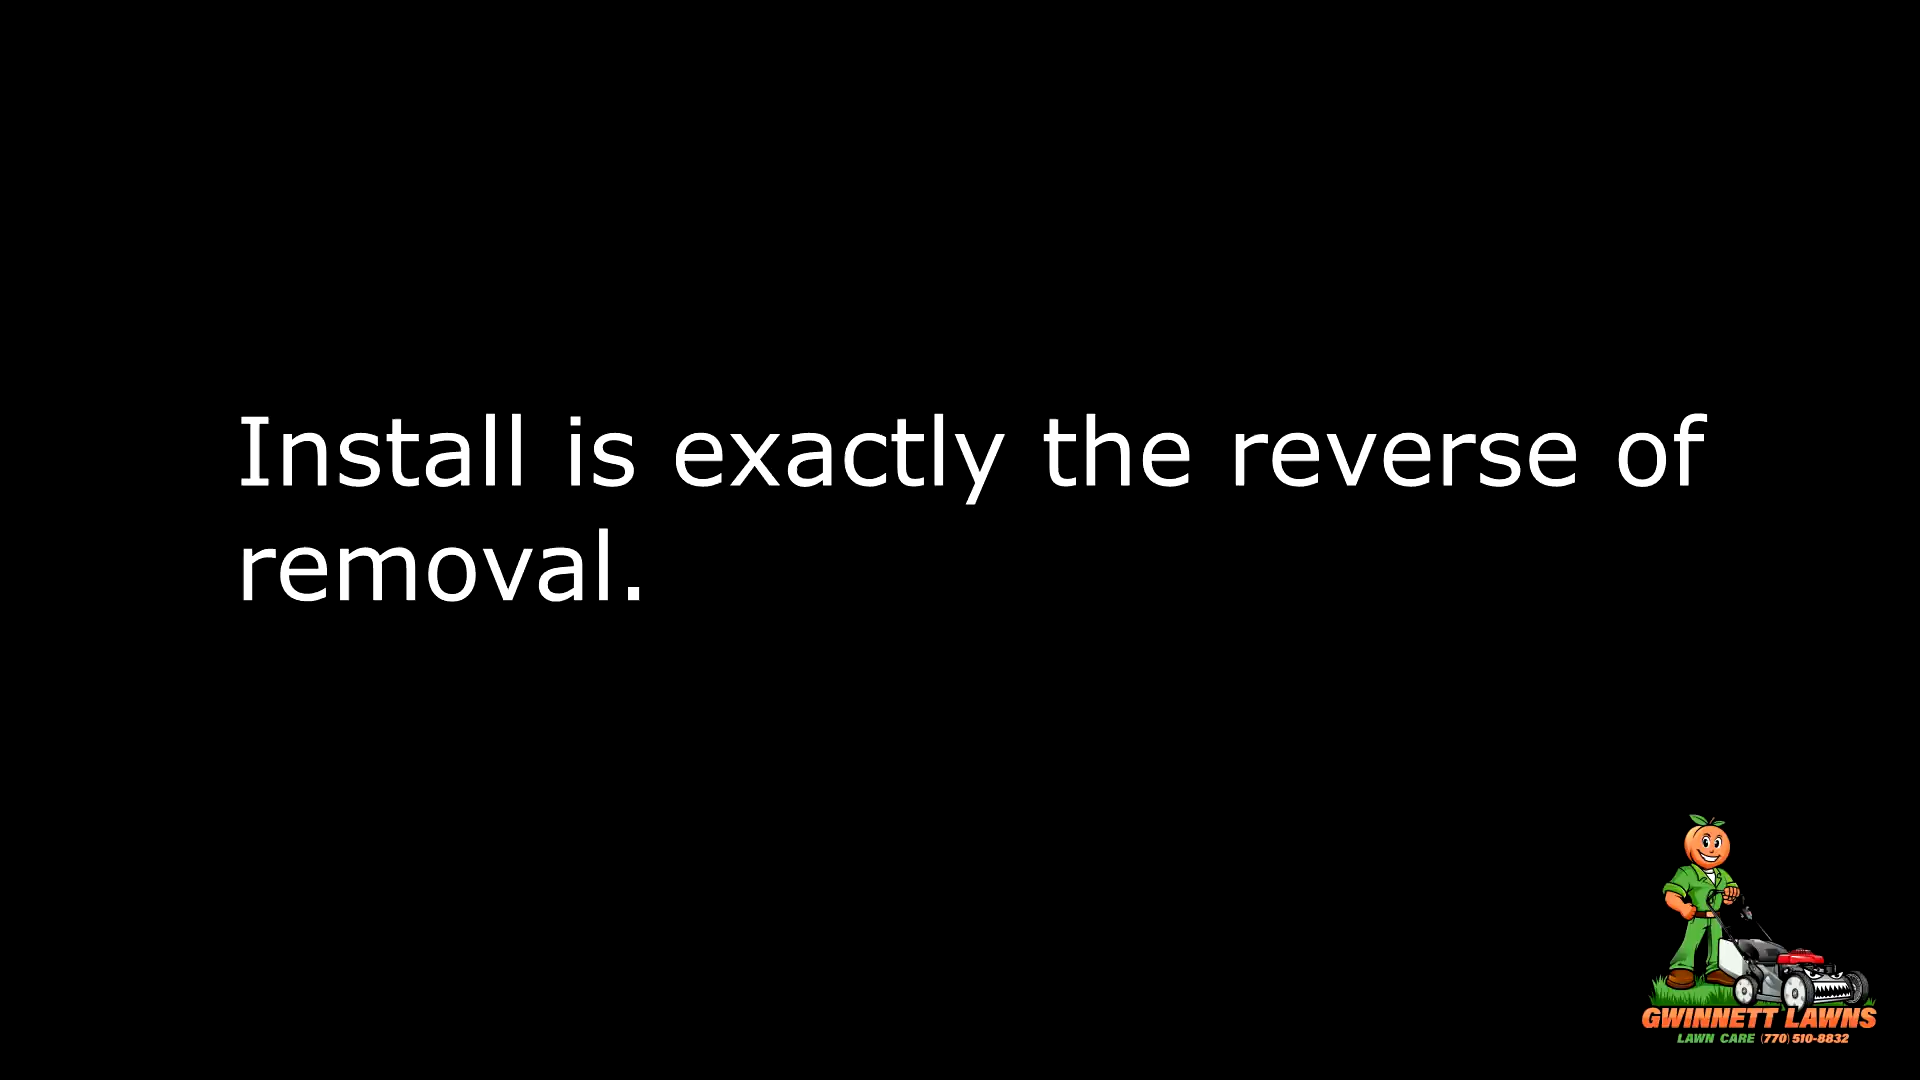 Install is exactly the reverse of
removal.
GWINNETT LAWNS
LAWN CARE (770) 510-8832